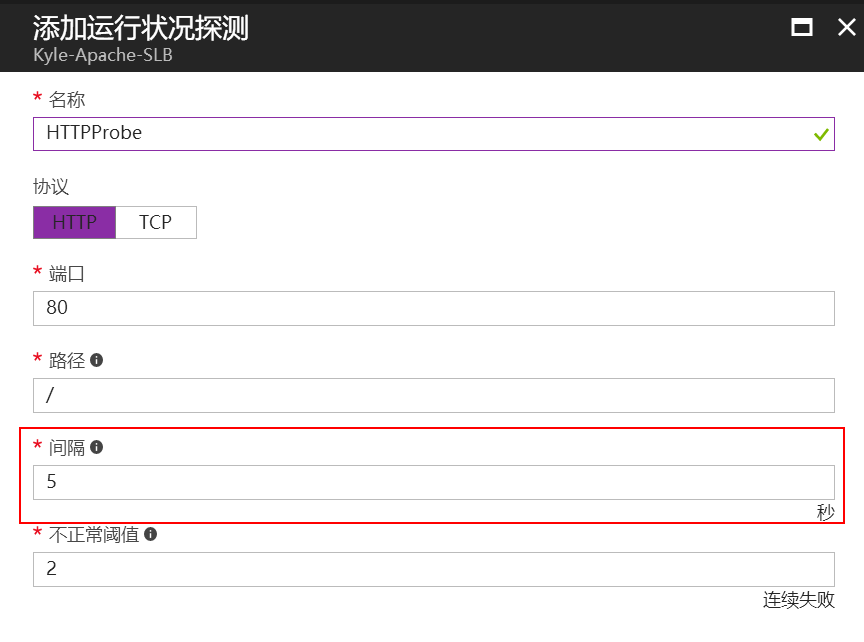 添加运行状况探测
Kyle-Apache-SLB
* 名称
HTTPProbe
协议
HTTP TCP
* 端口
80
* 路径
/
* 间隔
5
秒
* 不正常阈值
2
连续失败